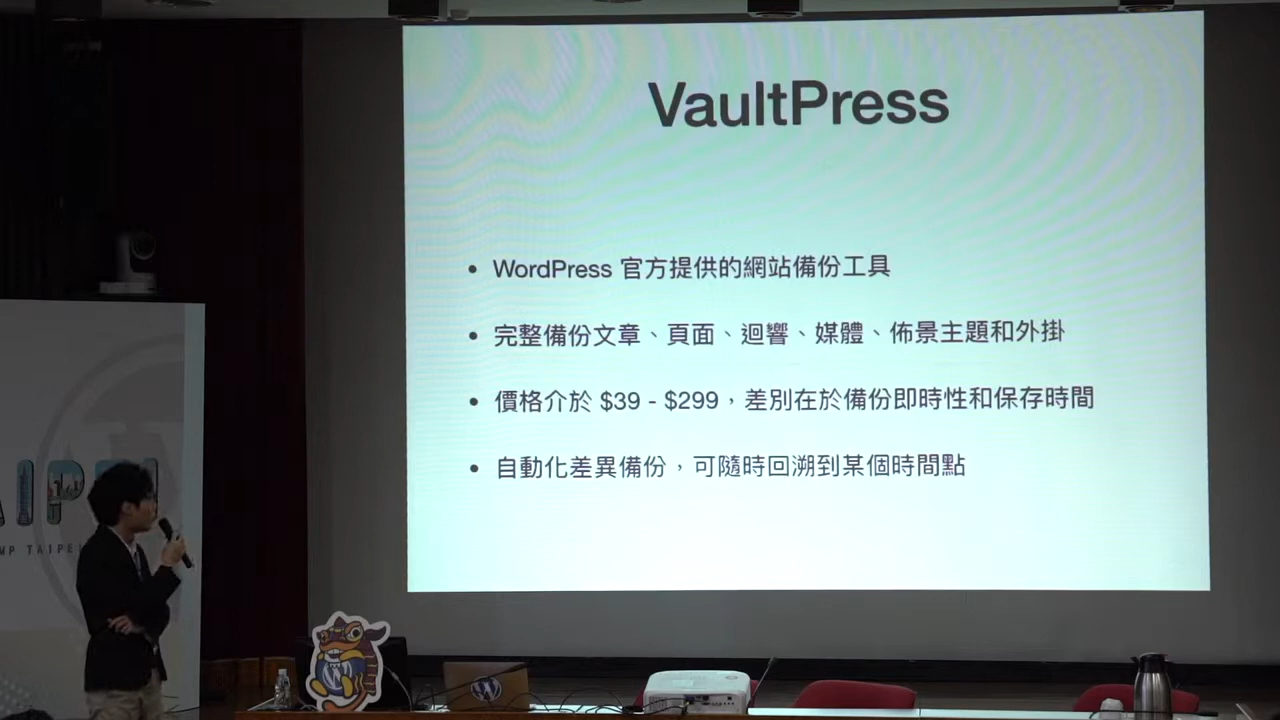 VaultPress
• WordPress 官方提供的網站備份工具
• 完整備份文章、頁面、迴響、媒體、佈景主題和外掛
• 價格介於 $39 - $299，差別在於備份即時性和保存時間
• 自動化差異備份，可隨時回溯到某個時間點
AIP
MP TAIPEI